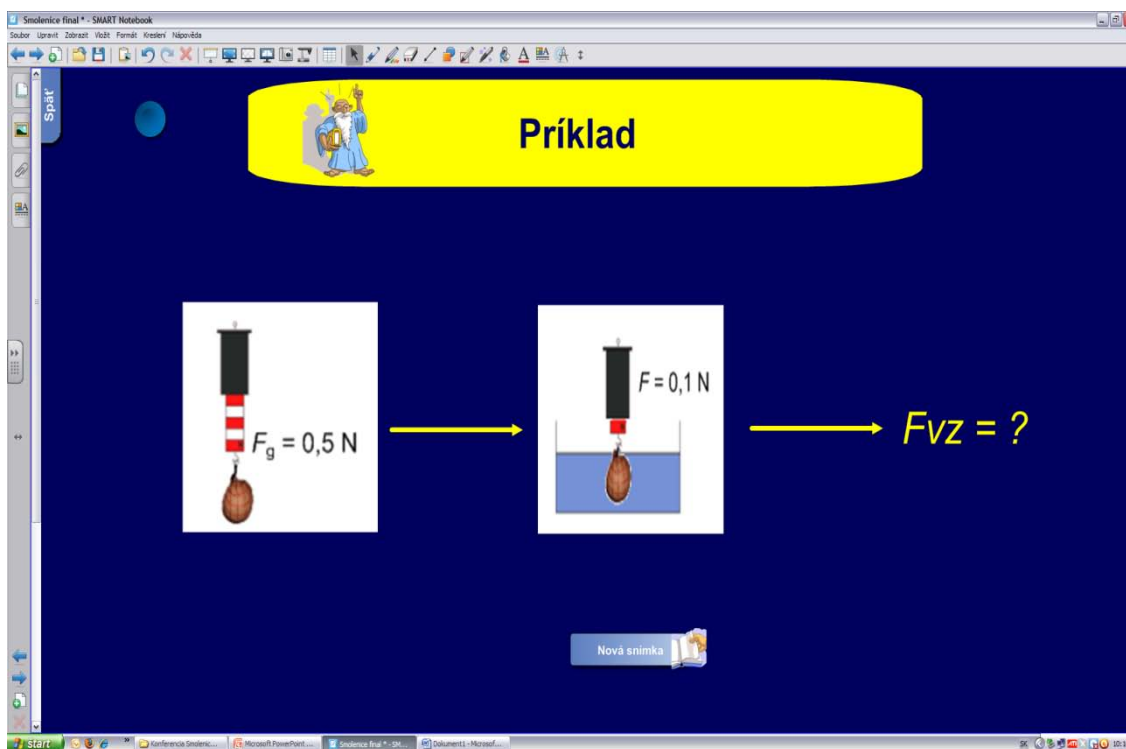 Smolenice final * - SMART Notebook
Soubor Upravit Zobrazit Vložit Formát Kreslení Nápověda
Späť
Príklad
Fg = 0,5 N
F = 0,1 N
Fvz = ?
Nová snímka
start
Konferencia Smolenic...
Microsoft PowerPoint ...
Smolenice final * - SM...
Dokument1 - Microsof...
SK